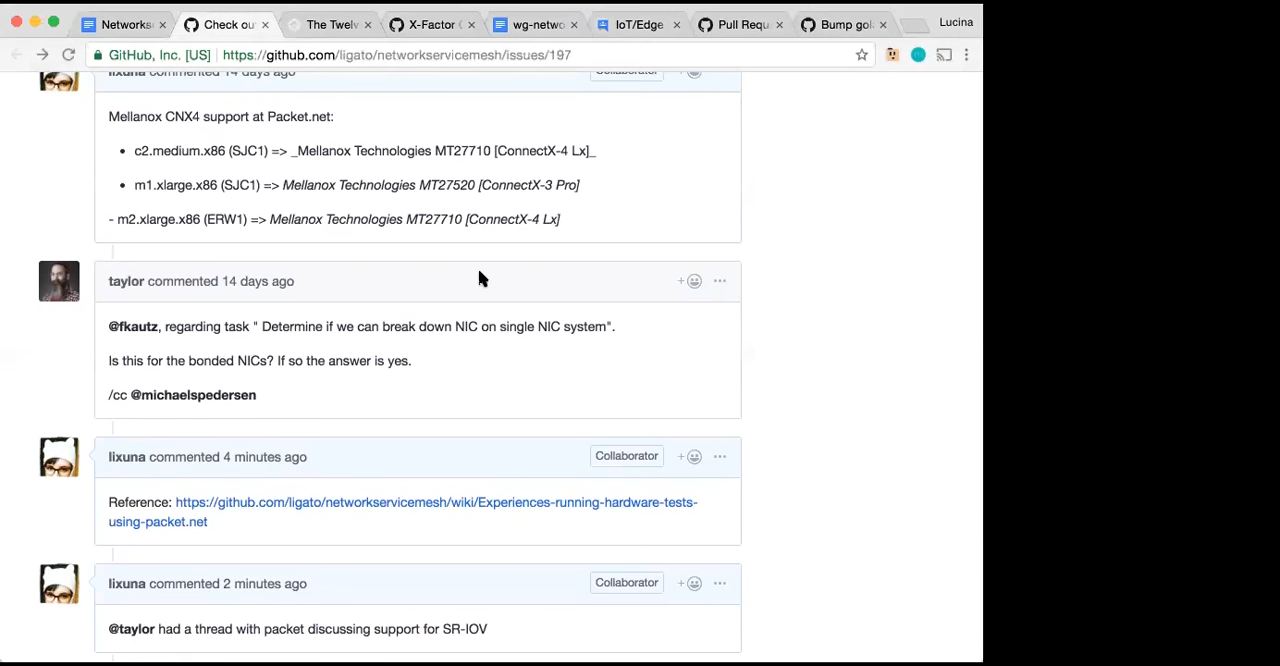 Networks
Check ou
The Twel
X-Factor
wg-netwo
IoT/Edge
Pull Requ
Bump gol
Lucina
GitHub, Inc. [US]
https://github.com/ligato/networkservicemesh/issues/197
lixuna commented 14 days ago
Collaborator
Mellanox CNX4 support at Packet.net:
• c2.medium.x86 (SJC1) => _Mellanox Technologies MT27710 [ConnectX-4 Lx]_
• m1.xlarge.x86 (SJC1) => Mellanox Technologies MT27520 [ConnectX-3 Pro]
- m2.xlarge.x86 (ERW1) => Mellanox Technologies MT27710 [ConnectX-4 Lx]
taylor commented 14 days ago
@fkautz, regarding task " Determine if we can break down NIC on single NIC system".
Is this for the bonded NICs? If so the answer is yes.
/cc @michaelspedersen
lixuna commented 4 minutes ago
Collaborator
Reference: https://github.com/ligato/networkservicemesh/wiki/Experiences-running-hardware-tests-
using-packet.net
lixuna commented 2 minutes ago
Collaborator
@taylor had a thread with packet discussing support for SR-IOV